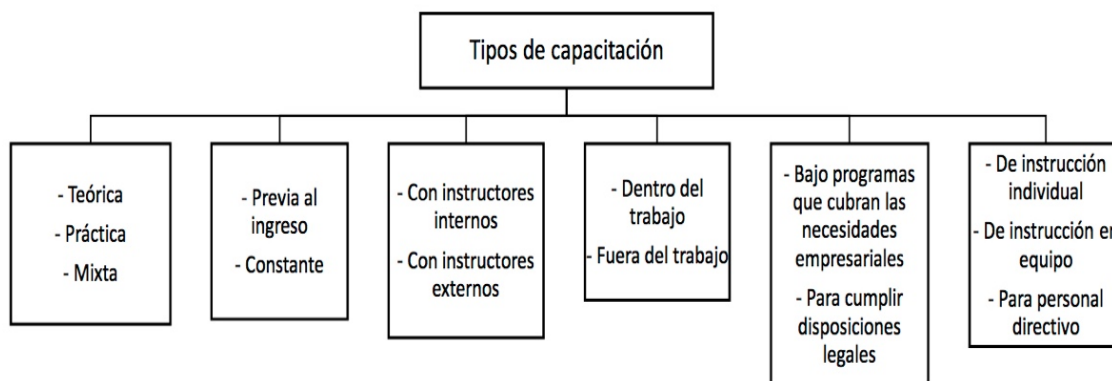 Tipos de capacitación
- Teórica
- Práctica
- Mixta
- Previa al
ingreso
- Constante
- Con instructores
internos
- Con instructores
externos
- Dentro del
trabajo
- Fuera del trabajo
- Bajo programas
que cubran las
necesidades
empresariales
- Para cumplir
disposiciones
legales
- De instrucción
individual
- De instrucción en
equipo
- Para personal
directivo